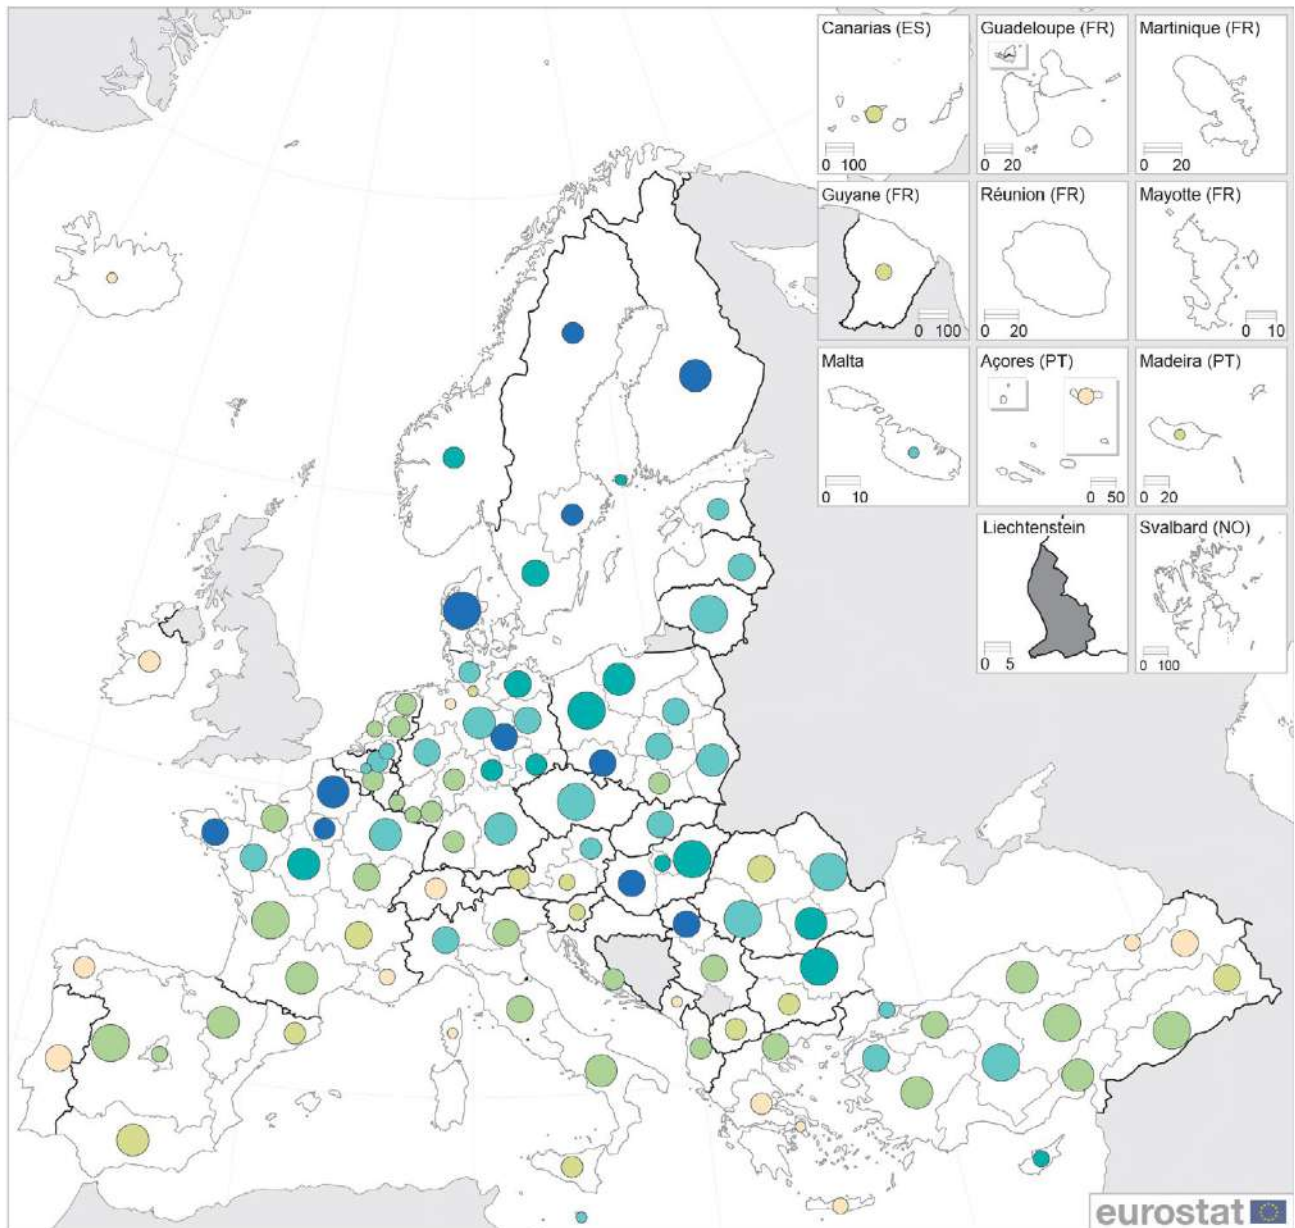 Canarias (ES)
0 100
Guadeloupe (FR)
0 20
Martinique (FR)
0 20
Guyane (FR)
0 100
Réunion (FR)
0 20
Mayotte (FR)
0 10
Malta
0 10
Açores (PT)
0 50
Madeira (PT)
0 20
Liechtenstein
0 5
Svalbard (NO)
0 100
eurostat